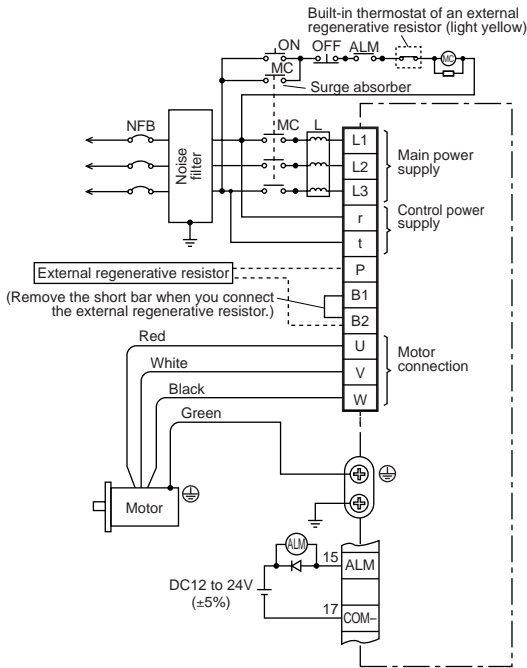 Built-in thermostat of an external
regenerative resistor (light yellow)
ON OFF ALM
MC
MC
Surge absorber
NFB
Noise
filter
MC L
L1
L2
L3
Main power
supply
r
t
Control power
supply
P
External regenerative resistor
B1
(Remove the short bar when you connect
the external regenerative resistor.)
B2
Red
U
White
V
Black
W
Motor
connection
Green
Motor
ALM
15 ALM
DC12 to 24V
(±5%)
17 COM–